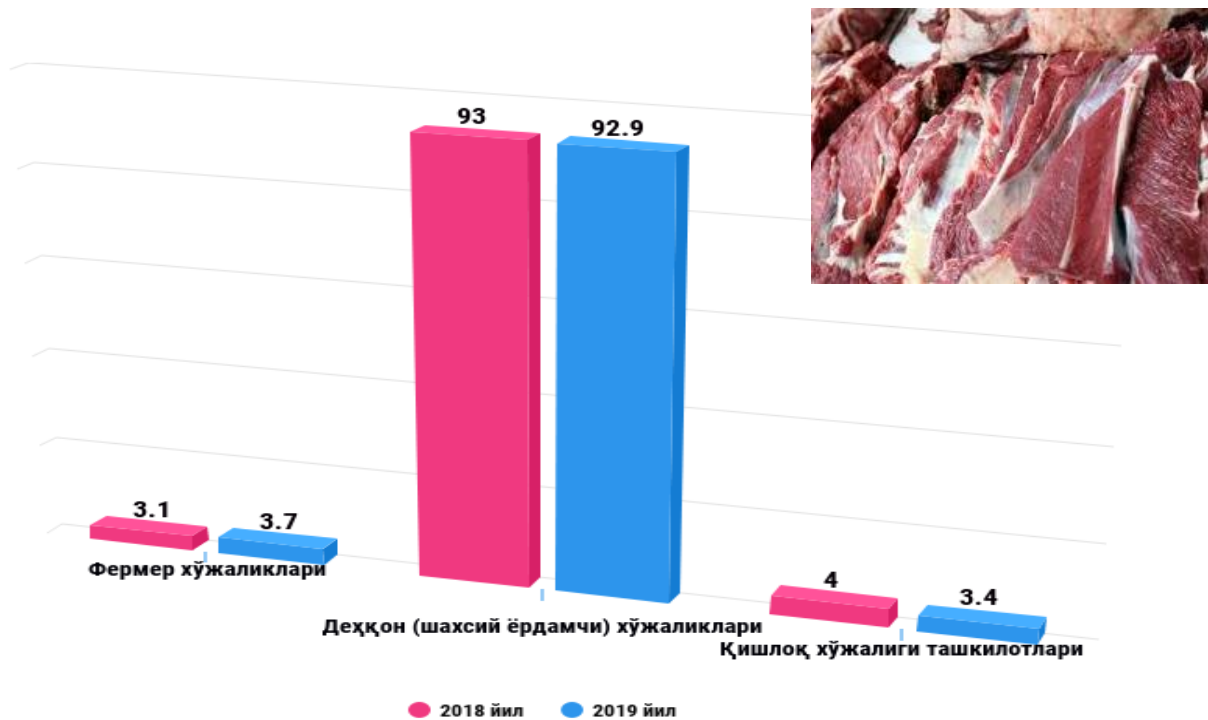 93
92.9
3.1
3.7
Фермер хўжаликлари
4
3.4
Деҳқон (шахсий ёрдамчи) хўжаликлари
Қишлоқ хўжалиги ташкилотлари
2018 йил
2019 йил